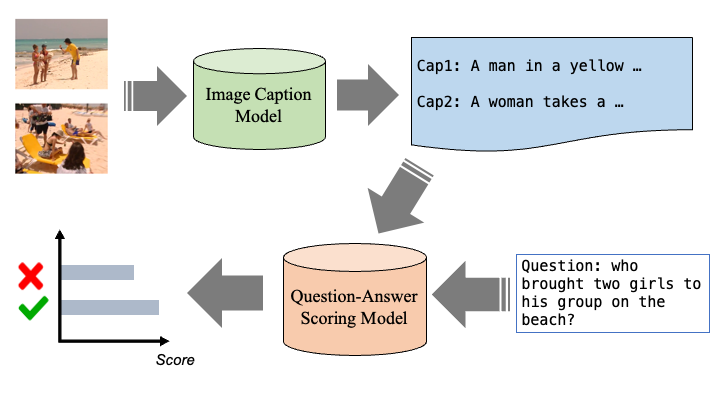 Image Caption
Model
Cap1: A man in a yellow …
Cap2: A woman takes a …
Question-Answer
Scoring Model
Question: who
brought two girls to
his group on the
beach?
Score